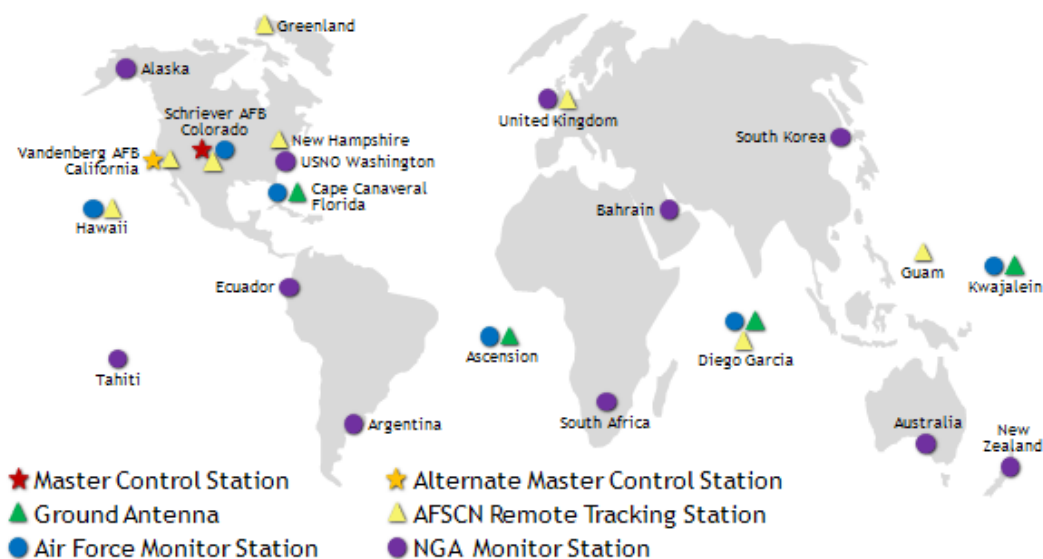 Greenland
Alaska
Schriever AFB
Colorado
New Hampshire
United Kingdom
South Korea
Vandenberg AFB
California
USNO Washington
Cape Canaveral
Florida
Bahrain
Hawaii
Guam
Kwajalein
Ecuador
Ascension
Diego Garcia
Tahiti
Argentina
South Africa
Australia
New
Zealand
Master Control Station
Alternate Master Control Station
Ground Antenna
AFSCN Remote Tracking Station
Air Force Monitor Station
NGA Monitor Station